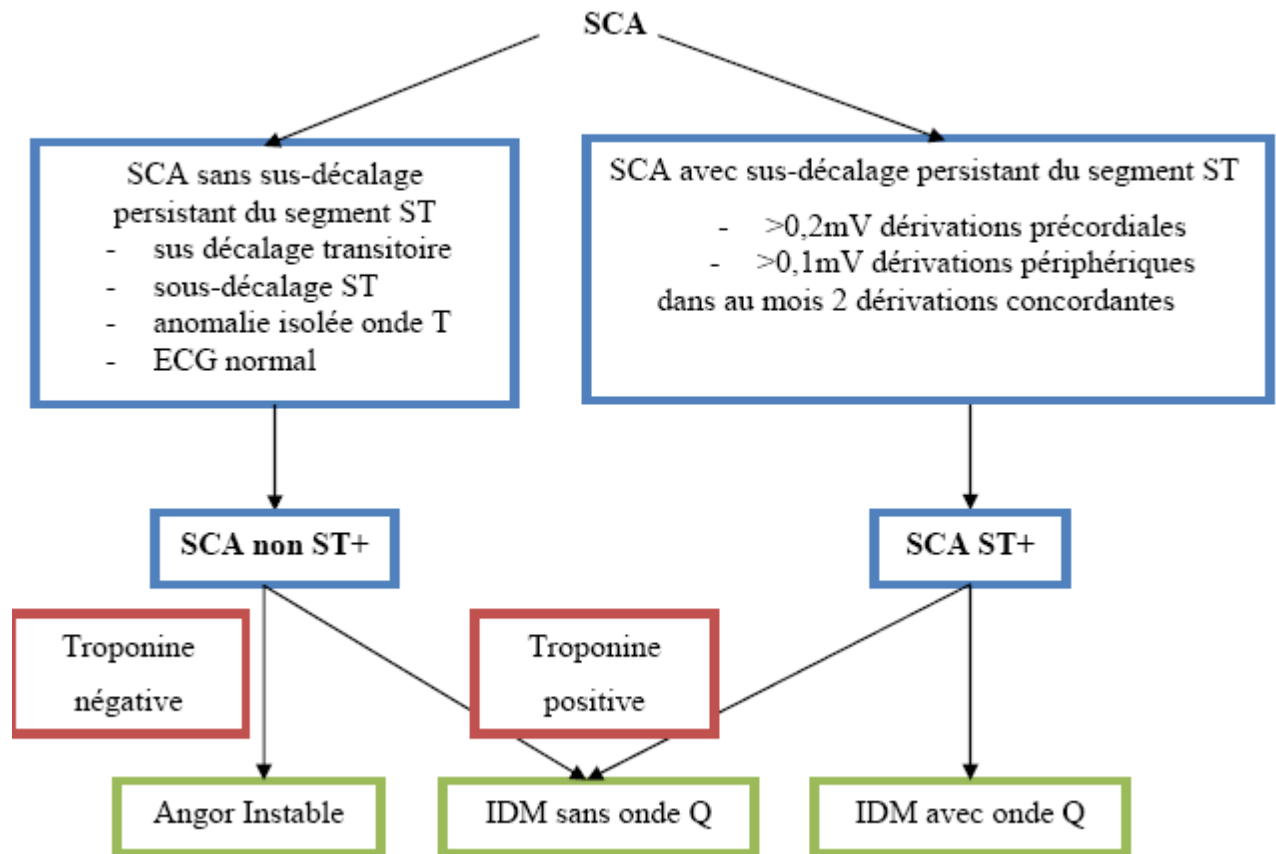 SCA
SCA sans sus-décalage
persistant du segment ST
- sus décalage transitoire
- sous-décalage ST
- anomalie isolée onde T
- ECG normal
SCA avec sus-décalage persistant du segment ST
- >0,2mV dérivations précordiales
- >0,1mV dérivations périphériques
dans au mois 2 dérivations concordantes
SCA non ST+
SCA ST+
Troponine
négative
Troponine
positive
Angor Instable
IDM sans onde Q
IDM avec onde Q